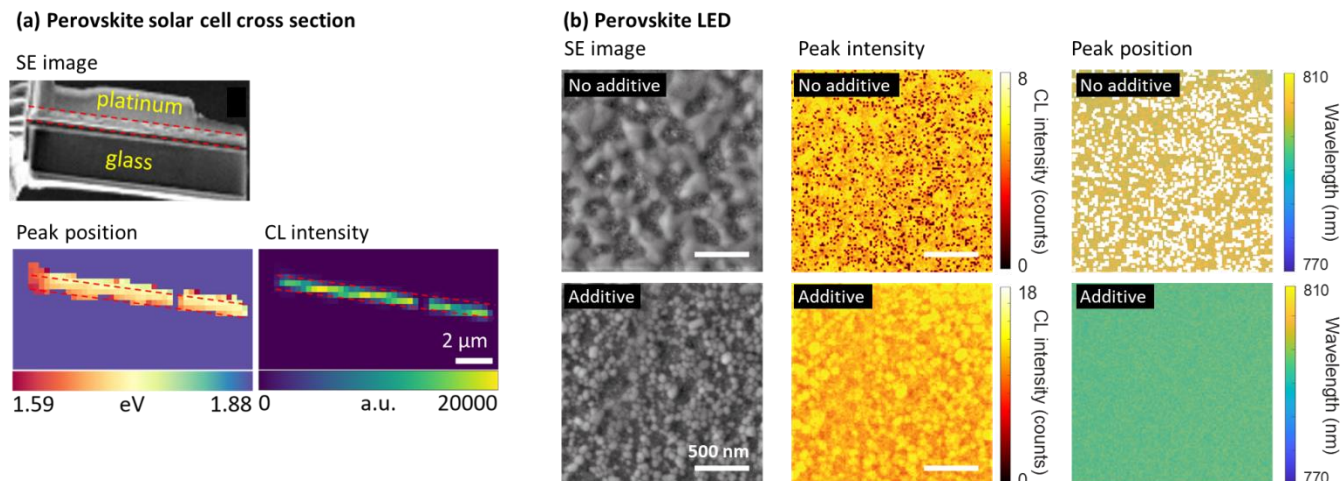 (a) Perovskite solar cell cross section
SE image
platinum
glass
Peak position
CL intensity
2 μm
1.59
eV
1.88
0
a.u.
20000
(b) Perovskite LED
SE image
Peak intensity
Peak position
No additive
No additive
8
CL intensity (counts)
0
No additive
810
Wavelength (nm)
770
Additive
500 nm
Additive
18
CL intensity (counts)
0
Additive
810
Wavelength (nm)
770